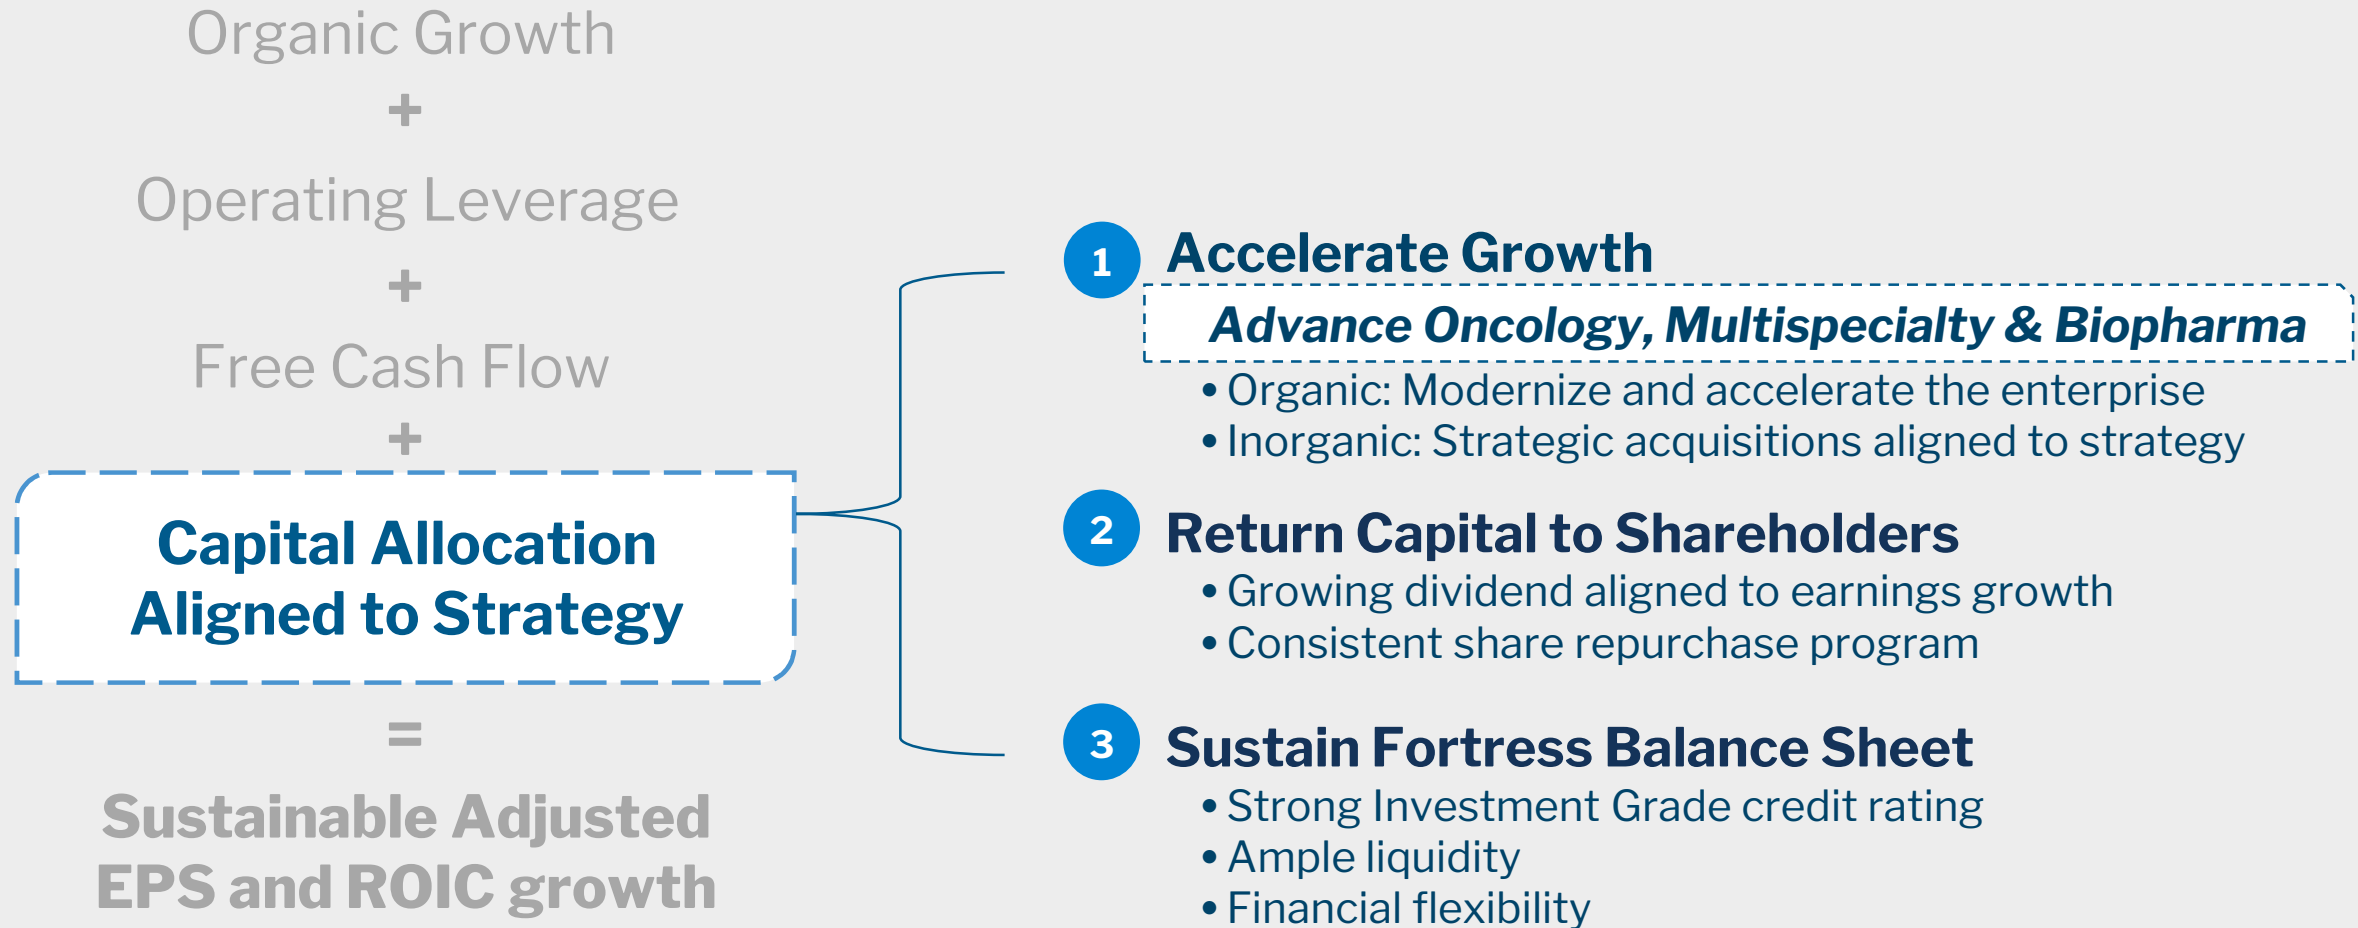 Organic Growth
+
Operating Leverage
+
Free Cash Flow
+
Capital Allocation
Aligned to Strategy
=
Sustainable Adjusted
EPS and ROIC growth
1 Accelerate Growth
Advance Oncology, Multispecialty & Biopharma
• Organic: Modernize and accelerate the enterprise
• Inorganic: Strategic acquisitions aligned to strategy
2 Return Capital to Shareholders
• Growing dividend aligned to earnings growth
• Consistent share repurchase program
3 Sustain Fortress Balance Sheet
• Strong Investment Grade credit rating
• Ample liquidity
• Financial flexibility